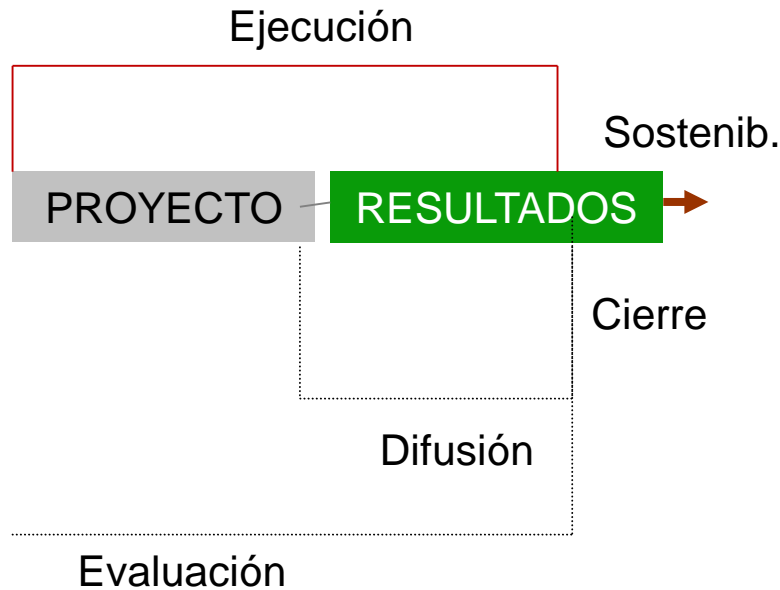 Ejecución
Sostenib.
PROYECTO
RESULTADOS
Cierre
Difusión
Evaluación